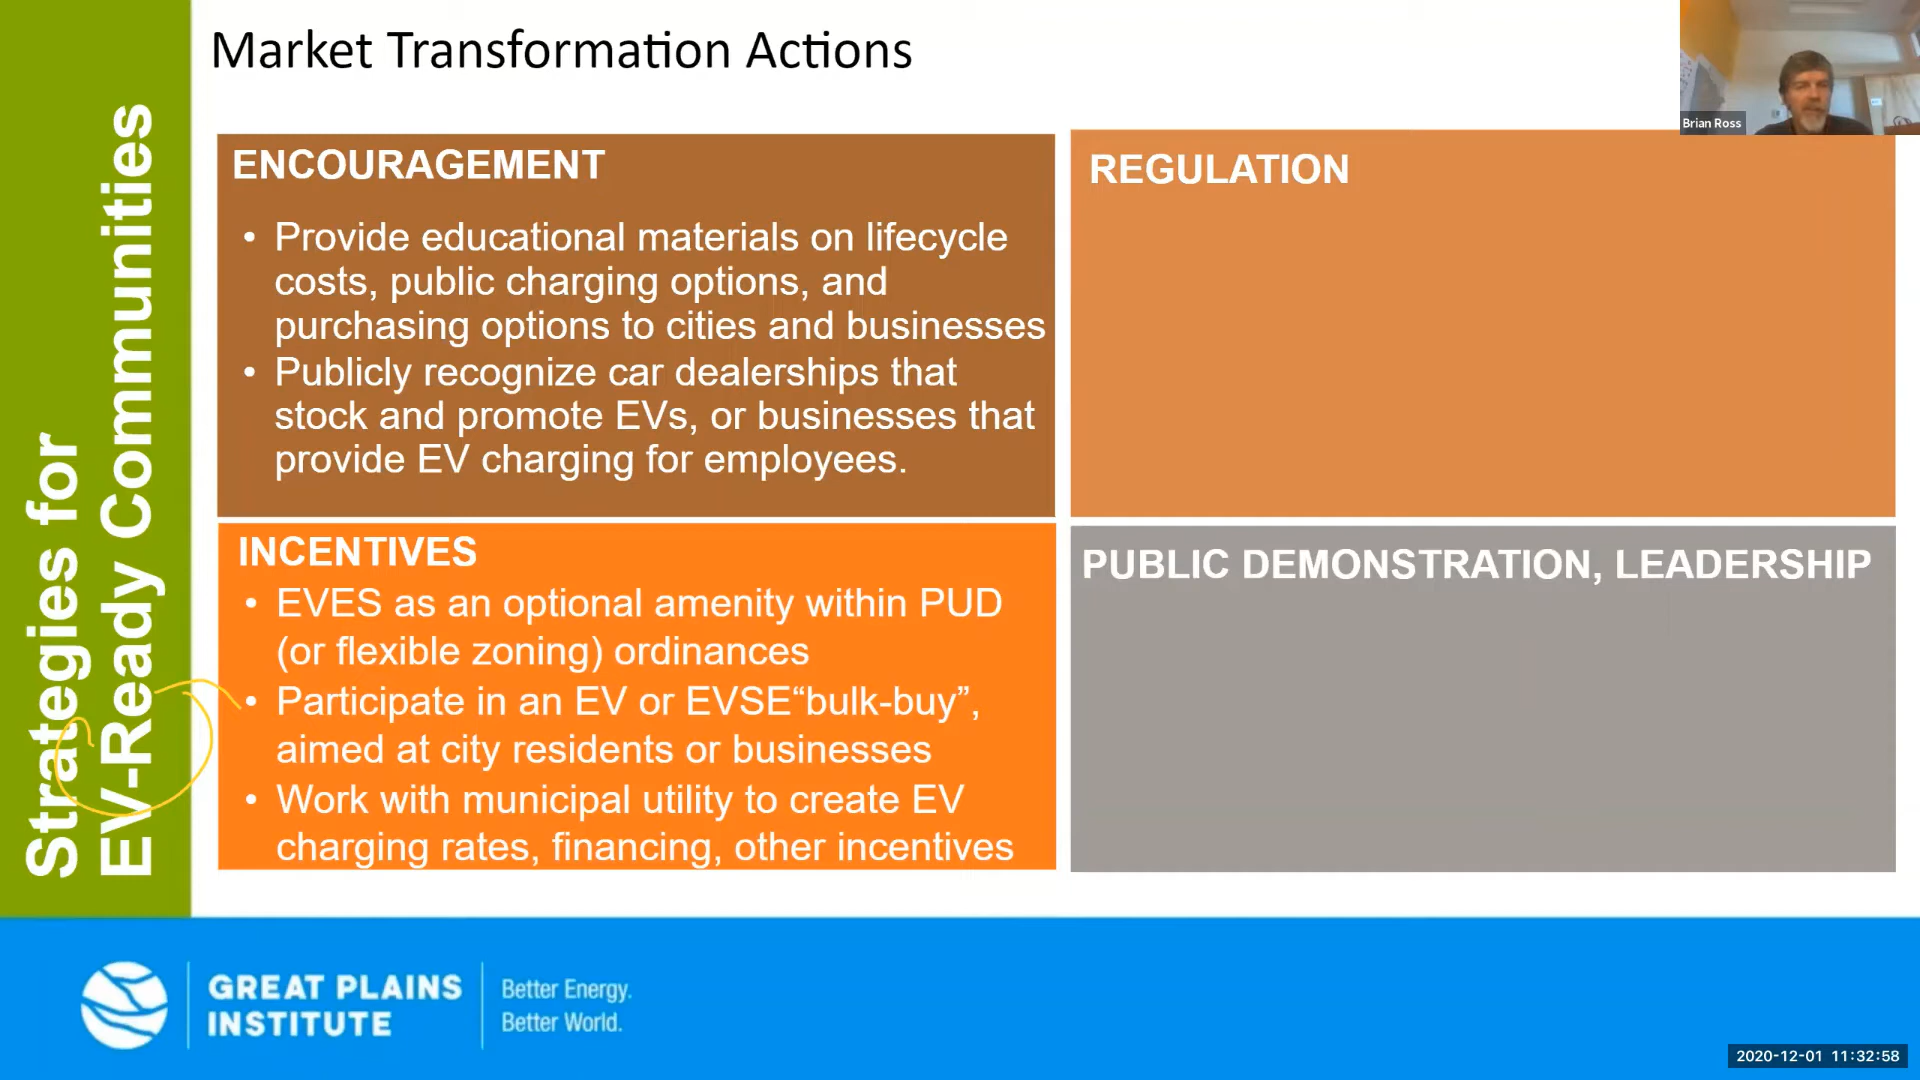 Market Transformation Actions
Brian Ross
Strategies for
EV-Ready Communities
ENCOURAGEMENT
• Provide educational materials on lifecycle
costs, public charging options, and
purchasing options to cities and businesses
• Publicly recognize car dealerships that
stock and promote EVs, or businesses that
provide EV charging for employees.
REGULATION
INCENTIVES
• EVES as an optional amenity within PUD
(or flexible zoning) ordinances
• Participate in an EV or EVSE“bulk-buy”,
aimed at city residents or businesses
• Work with municipal utility to create EV
charging rates, financing, other incentives
PUBLIC DEMONSTRATION, LEADERSHIP
GREAT PLAINS
INSTITUTE
Better Energy.
Better World.
2020-12-01 11:32:58